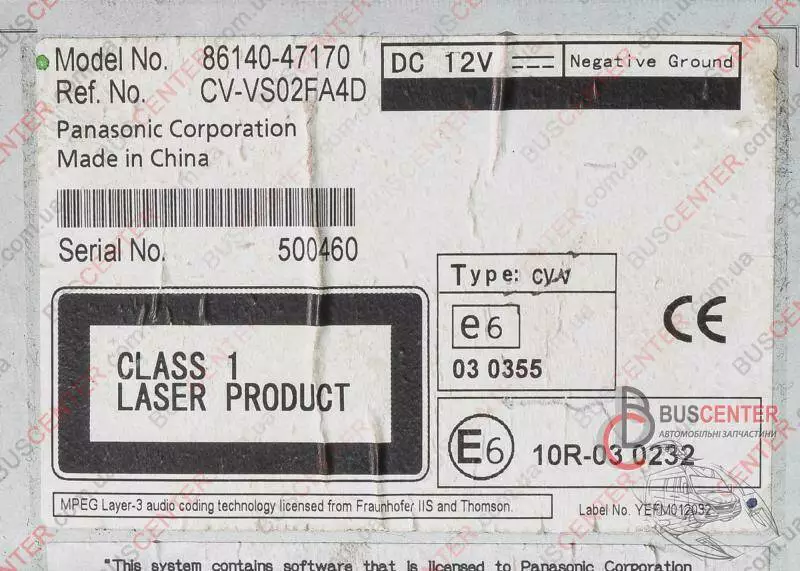 Model No. 86140-47170
Ref. No. CV-VS02FA4D
Panasonic Corporation
Made in China
Serial No. 500460
DC 12V
Negative Ground
Type:
e6
03 0355
CE
CLASS 1
LASER PRODUCT
E6
10R-03 0232
BUSCENTER
АВТОМОБІЛЬНІ ЗАПЧАСТИНИ
MPEG Layer-3 audio coding technology licensed from Fraunhofer IIS and Thomson.
Label No. YEFM012032
"This system contains software that is licensed to Panasonic Corporation
BUSCENTER.com.ua